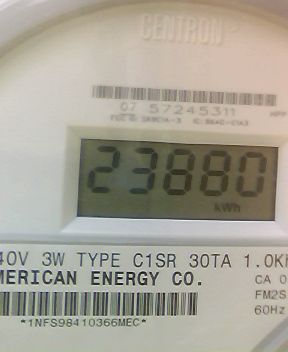 CENTRON
07 57245311
23880
kWh
40V 3W TYPE C1SR 30TA 1.0K
MERICAN ENERGY CO.
CA 0
FM2S
60Hz
*1NFS98410366MEC*